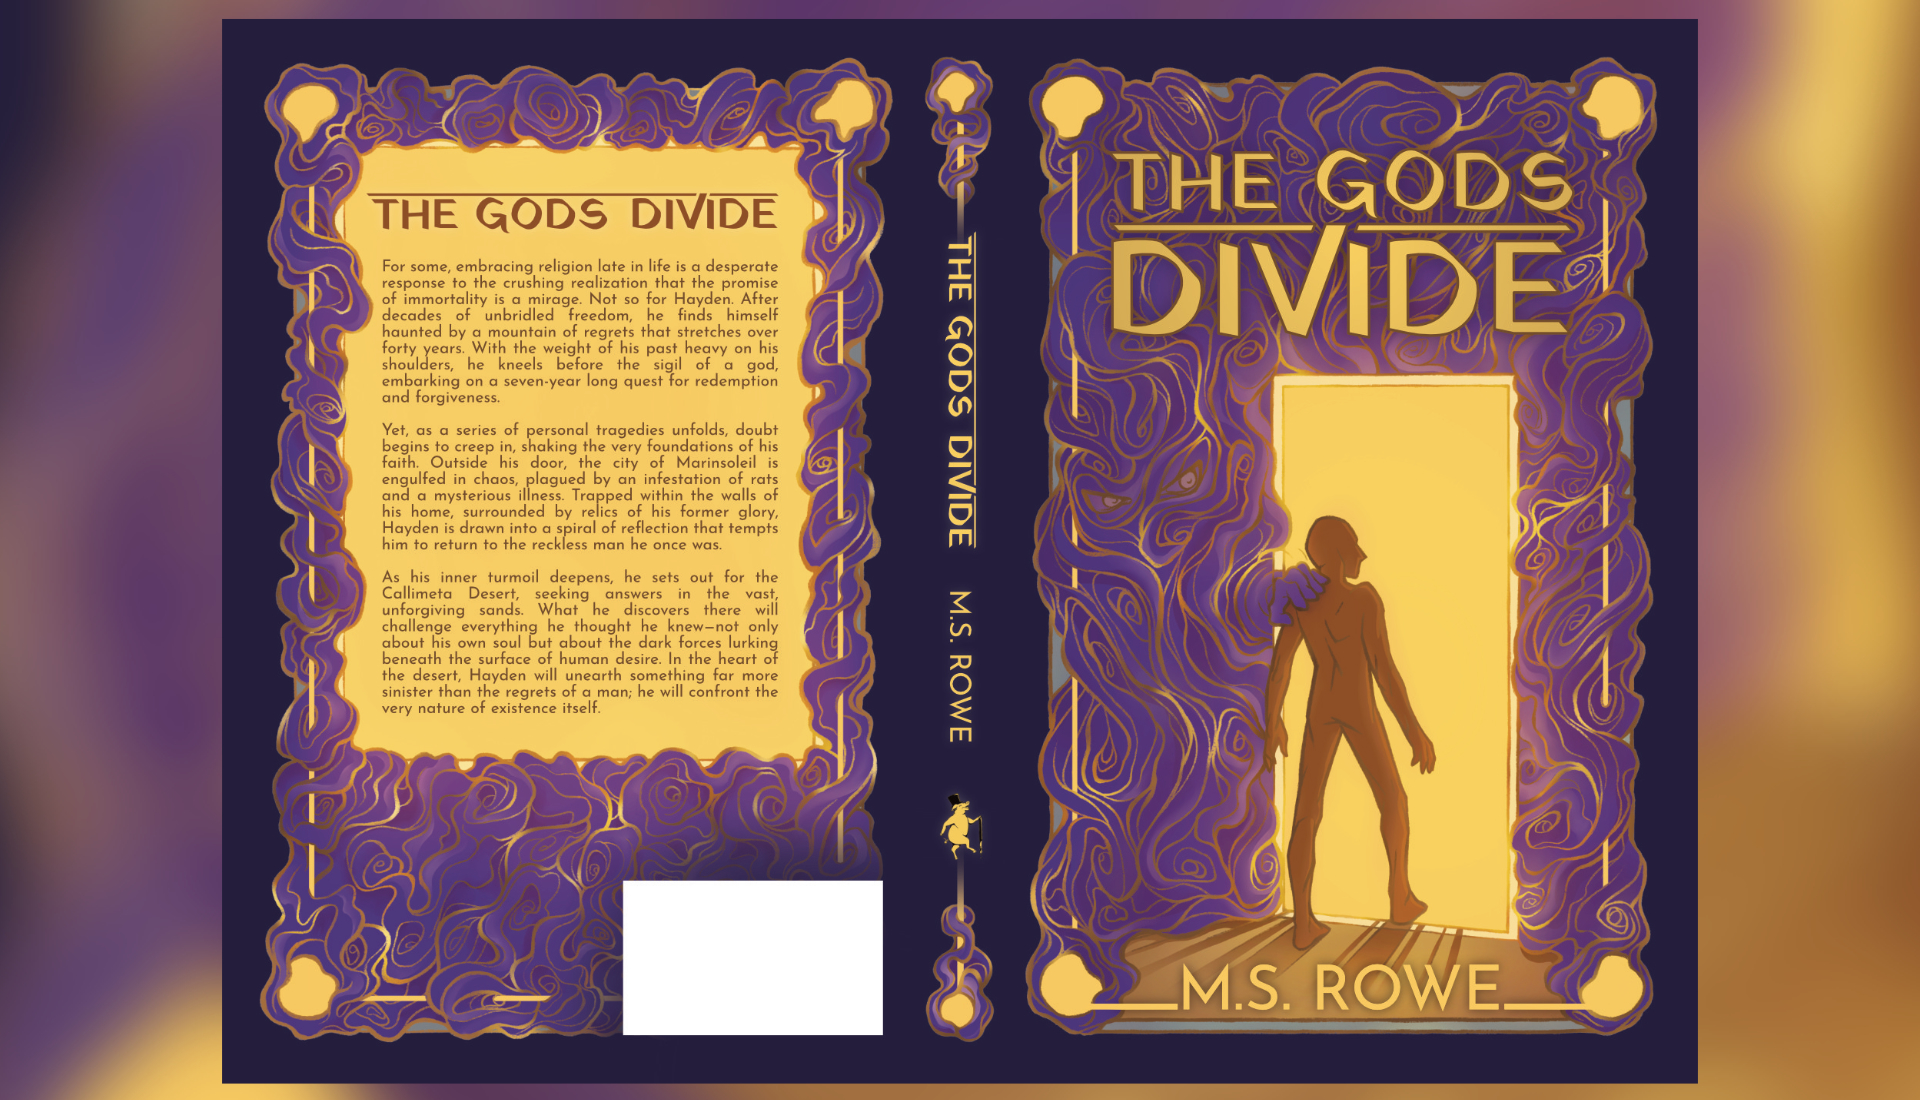 THE GODS DIVIDE
For some, embracing religion late in life is a desperate
response to the crushing realization that the promise
of immortality is a mirage. Not so for Hayden. After
decades of unbridled freedom, he finds himself
haunted by a mountain of regrets that stretches over
forty years. With the weight of his past heavy on his
shoulders, he kneels before the sigil of a god,
embarking on a seven-year long quest for redemption
and forgiveness.
Yet, as a series of personal tragedies unfolds, doubt
begins to creep in, shaking the very foundations of his
faith. Outside his door, the city of Marinsoleil is
engulfed in chaos, plagued by an infestation of rats
and a mysterious illness. Trapped within the walls of
his home, surrounded by relics of his former glory,
Hayden is drawn into a spiral of reflection that tempts
him to return to the reckless man he once was.
As his inner turmoil deepens, he sets out for the
Callimeta Desert, seeking answers in the vast,
unforgiving sands. What he discovers there will
challenge everything he thought he knew—not only
about his own soul but about the dark forces lurking
beneath the surface of human desire. In the heart of
the desert, Hayden will unearth something far more
sinister than the regrets of a man; he will confront the
very nature of existence itself.
THE GODS DIVIDE
M.S. ROWE
THE GODS
DIVIDE
M.S. ROWE